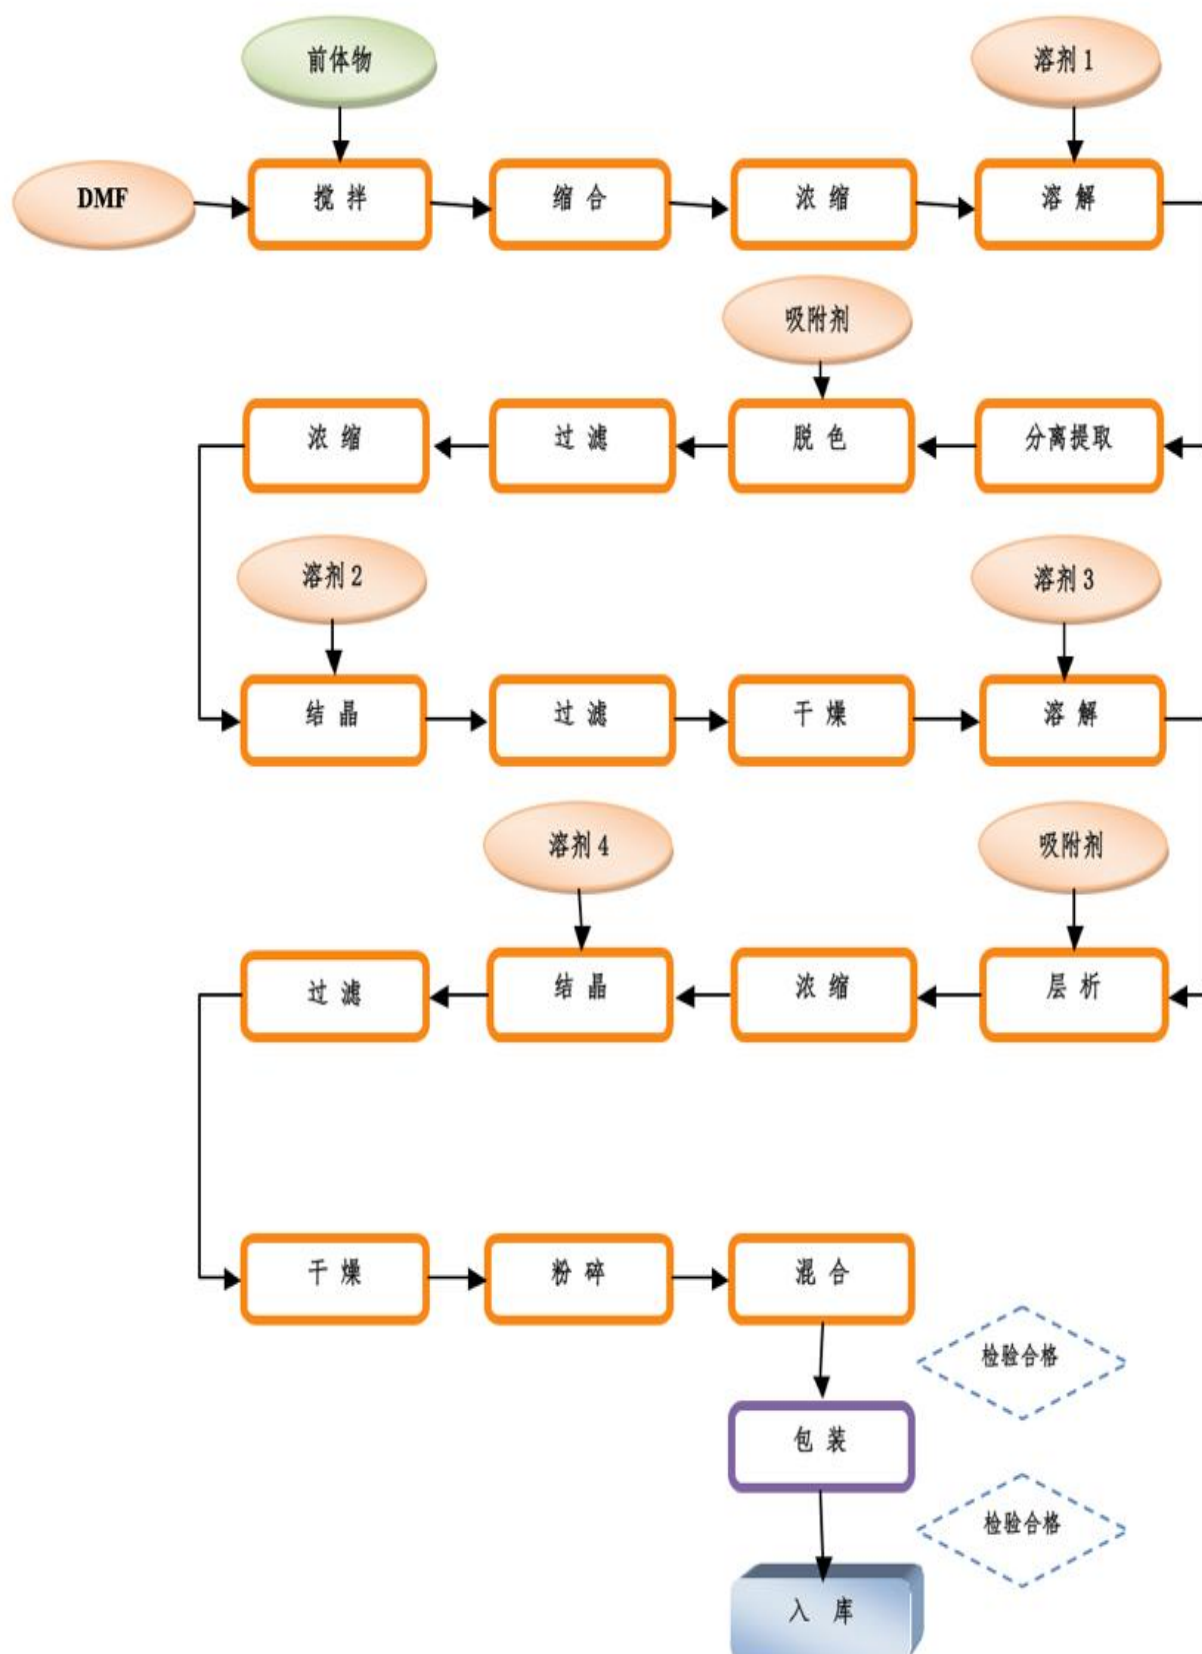 前体物
溶剂1
DMF
搅 拌
缩 合
浓 缩
溶 解
吸附剂
浓 缩
过 滤
脱 色
分离提取
溶剂2
溶剂3
结 晶
过 滤
干 燥
溶 解
溶剂4
吸附剂
过 滤
结 晶
浓 缩
层 析
干 燥
粉 碎
混 合
检验合格
包 装
检验合格
入 库